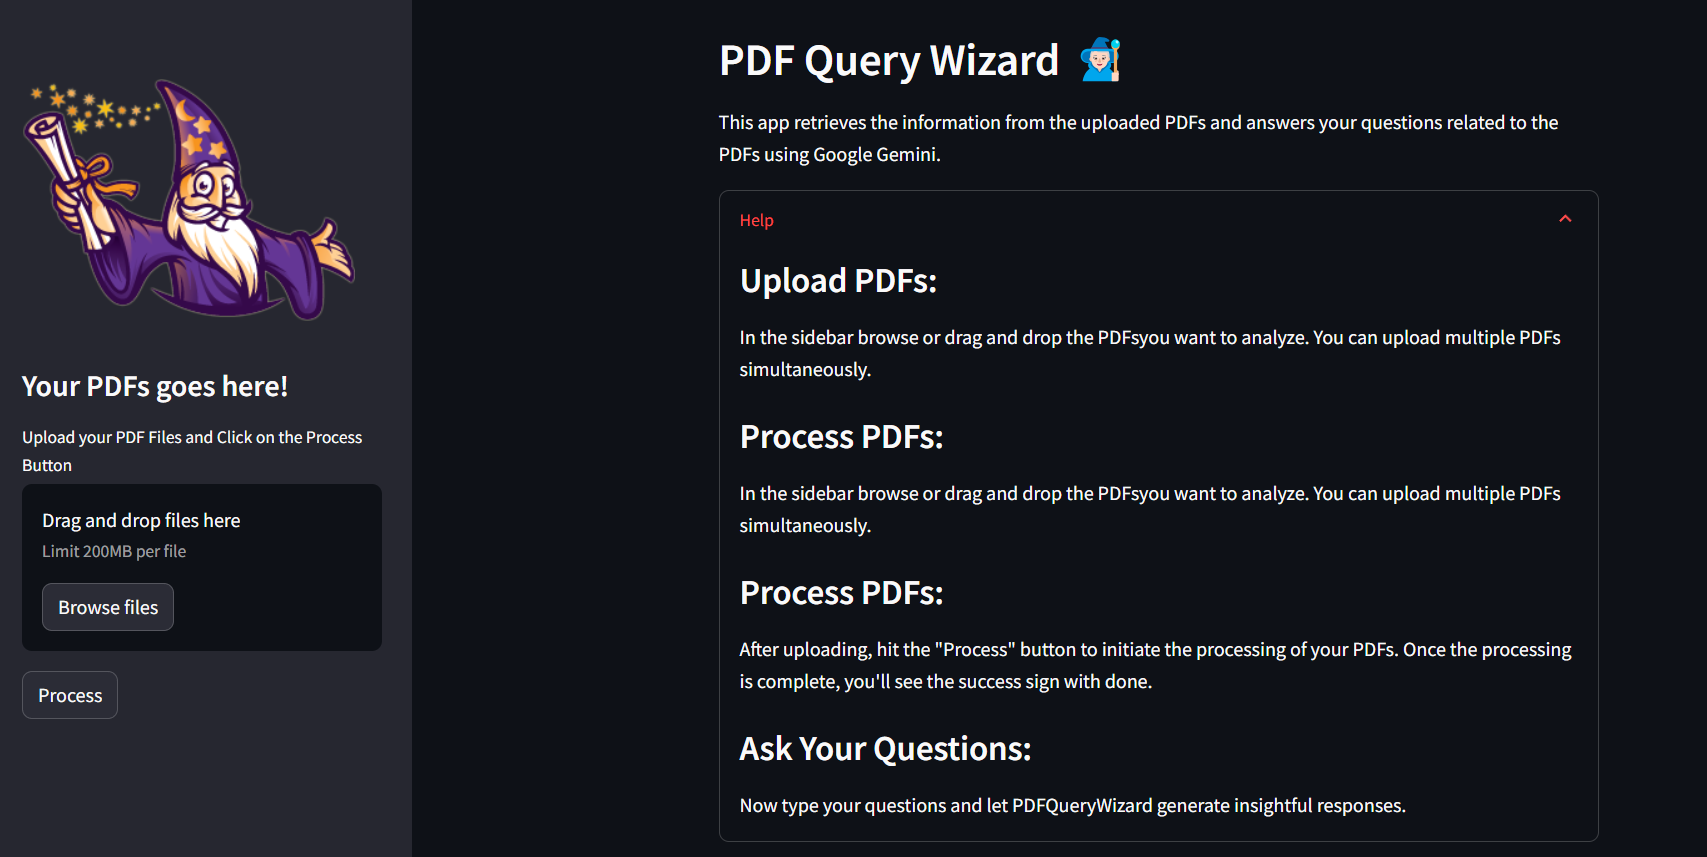 Your PDFs goes here!
Upload your PDF Files and Click on the Process
Button
Drag and drop files here
Limit 200MB per file
Browse files
Process
PDF Query Wizard
This app retrieves the information from the uploaded PDFs and answers your questions related to the
PDFs using Google Gemini.
Help
Upload PDFs:
In the sidebar browse or drag and drop the PDFsyou want to analyze. You can upload multiple PDFs
simultaneously.
Process PDFs:
In the sidebar browse or drag and drop the PDFsyou want to analyze. You can upload multiple PDFs
simultaneously.
Process PDFs:
After uploading, hit the "Process" button to initiate the processing of your PDFs. Once the processing
is complete, you'll see the success sign with done.
Ask Your Questions:
Now type your questions and let PDFQueryWizard generate insightful responses.